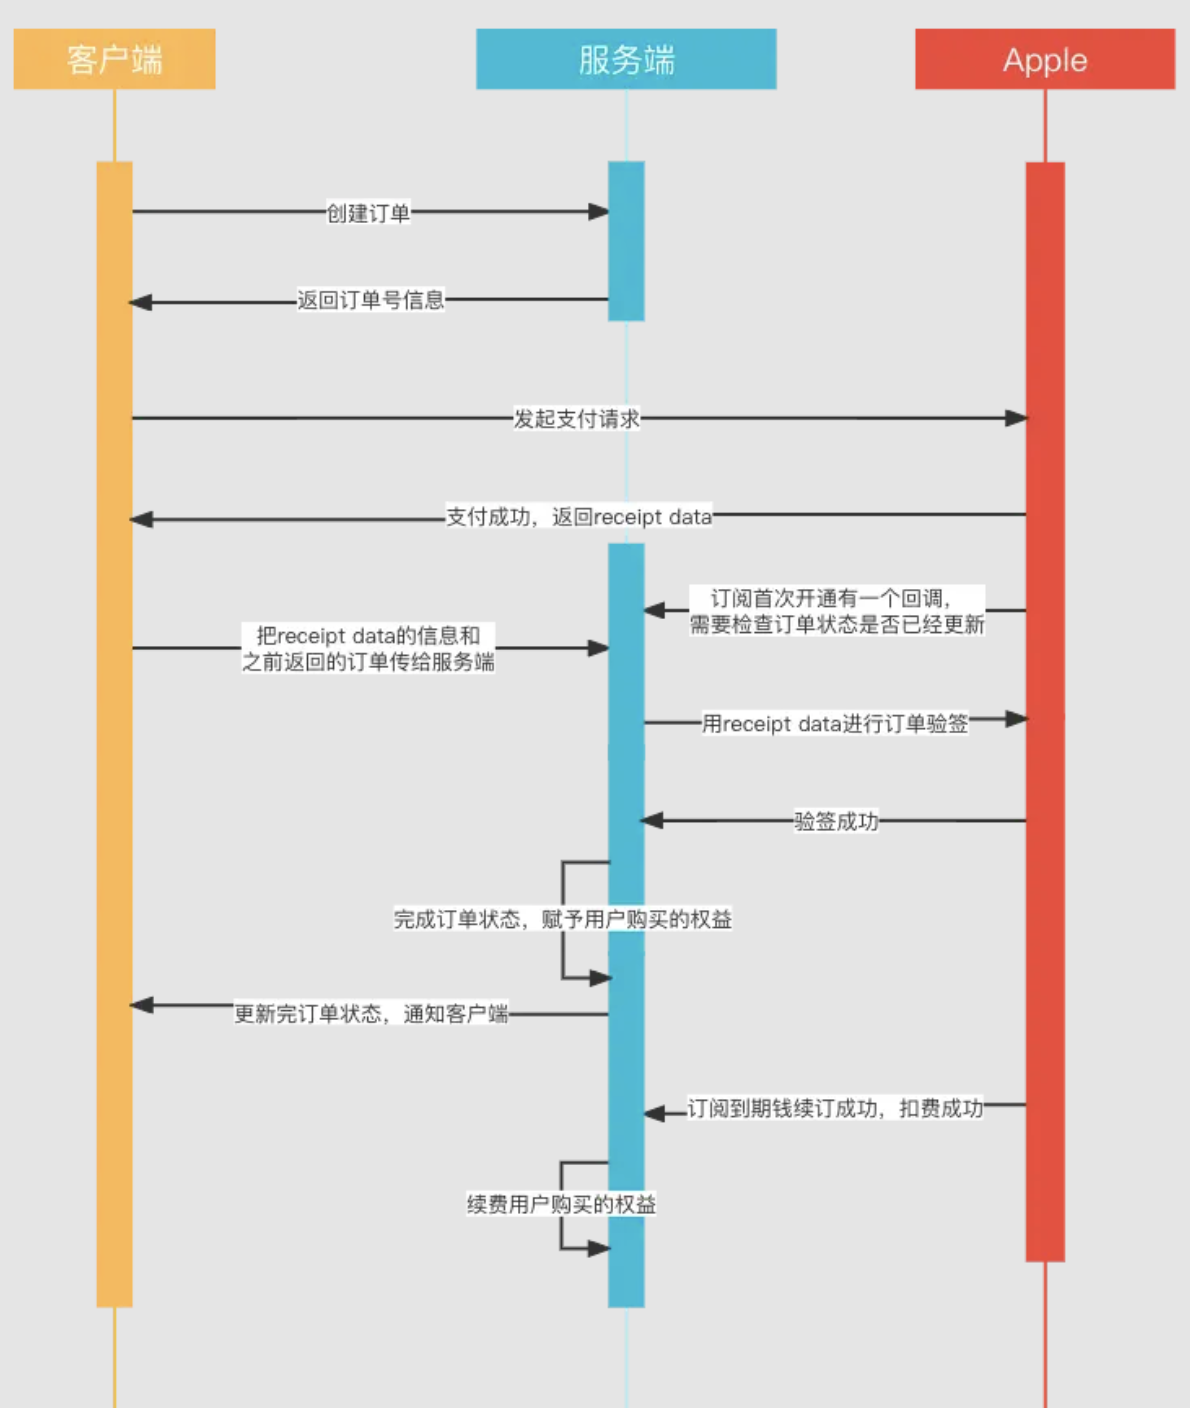 客户端
服务端
Apple
创建订单
返回订单号信息
发起支付请求
支付成功，返回receipt data
订阅首次开通有一个回调，
需要检查订单状态是否已经更新
把receipt data的信息和
之前返回的订单传给服务端
用receipt data进行订单验签
验签成功
完成订单状态，赋予用户购买的权益
更新完订单状态，通知客户端
订阅到期钱续订成功，扣费成功
续费用户购买的权益